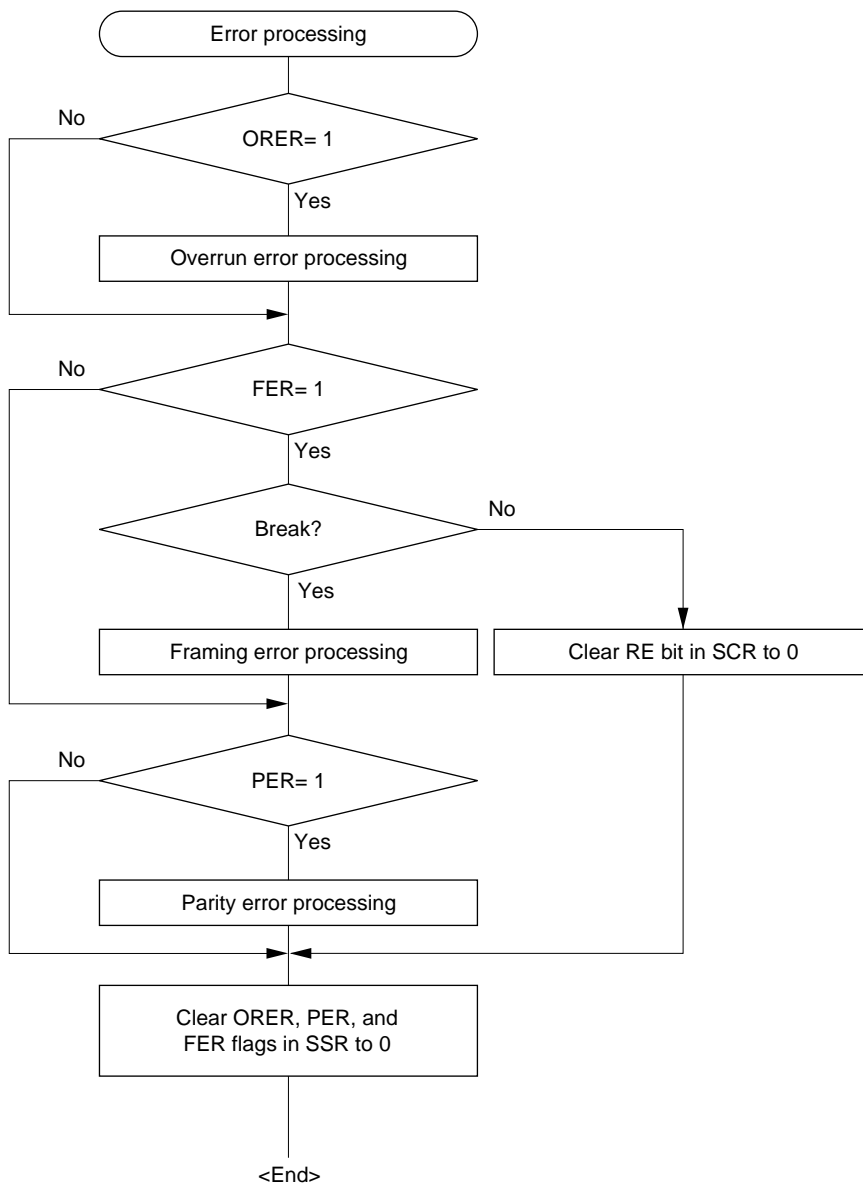 Error processing
No
ORER= 1
Yes
Overrun error processing
No
FER= 1
Yes
Break?
No
Yes
Framing error processing
Clear RE bit in SCR to 0
No
PER= 1
Yes
Parity error processing
Clear ORER, PER, and
FER flags in SSR to 0
<End>